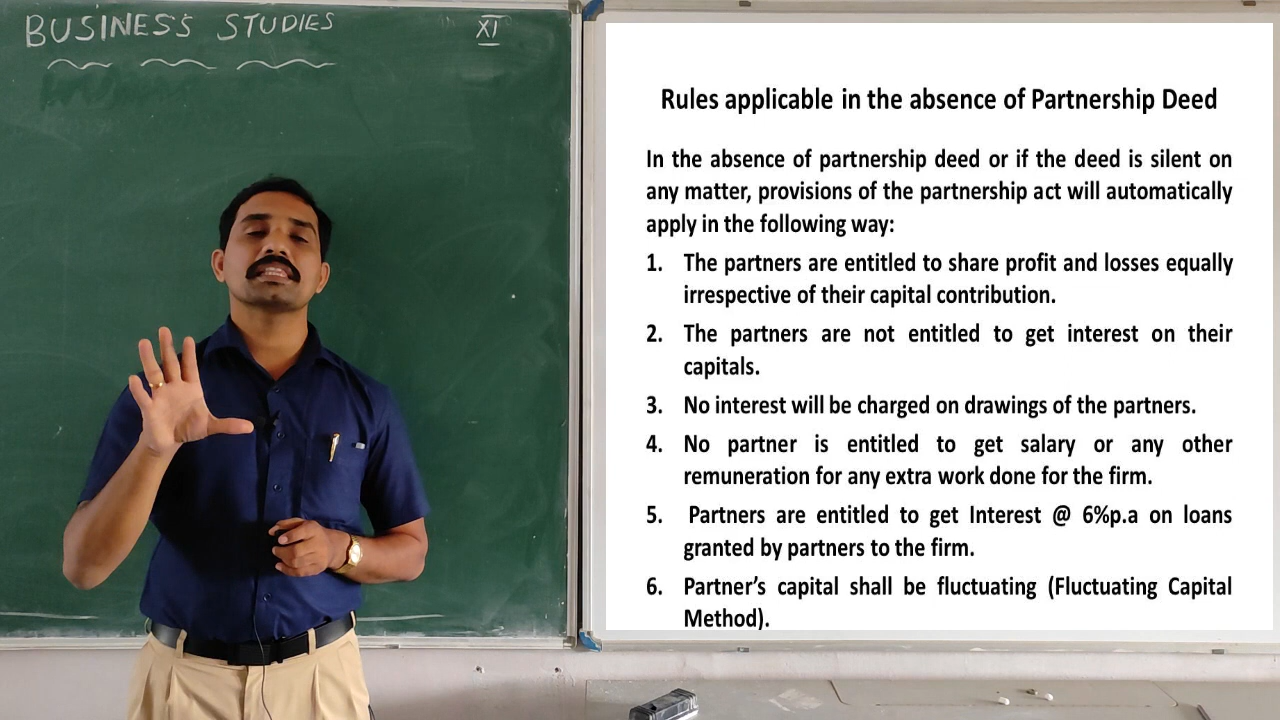 BUSINESS STUDIES
XI
Rules applicable in the absence of Partnership Deed
In the absence of partnership deed or if the deed is silent on
any matter, provisions of the partnership act will automatically
apply in the following way:
1. The partners are entitled to share profit and losses equally
irrespective of their capital contribution.
2. The partners are not entitled to get interest on their
capitals.
3. No interest will be charged on drawings of the partners.
4. No partner is entitled to get salary or any other
remuneration for any extra work done for the firm.
5. Partners are entitled to get Interest @ 6%p.a on loans
granted by partners to the firm.
6. Partner’s capital shall be fluctuating (Fluctuating Capital
Method).